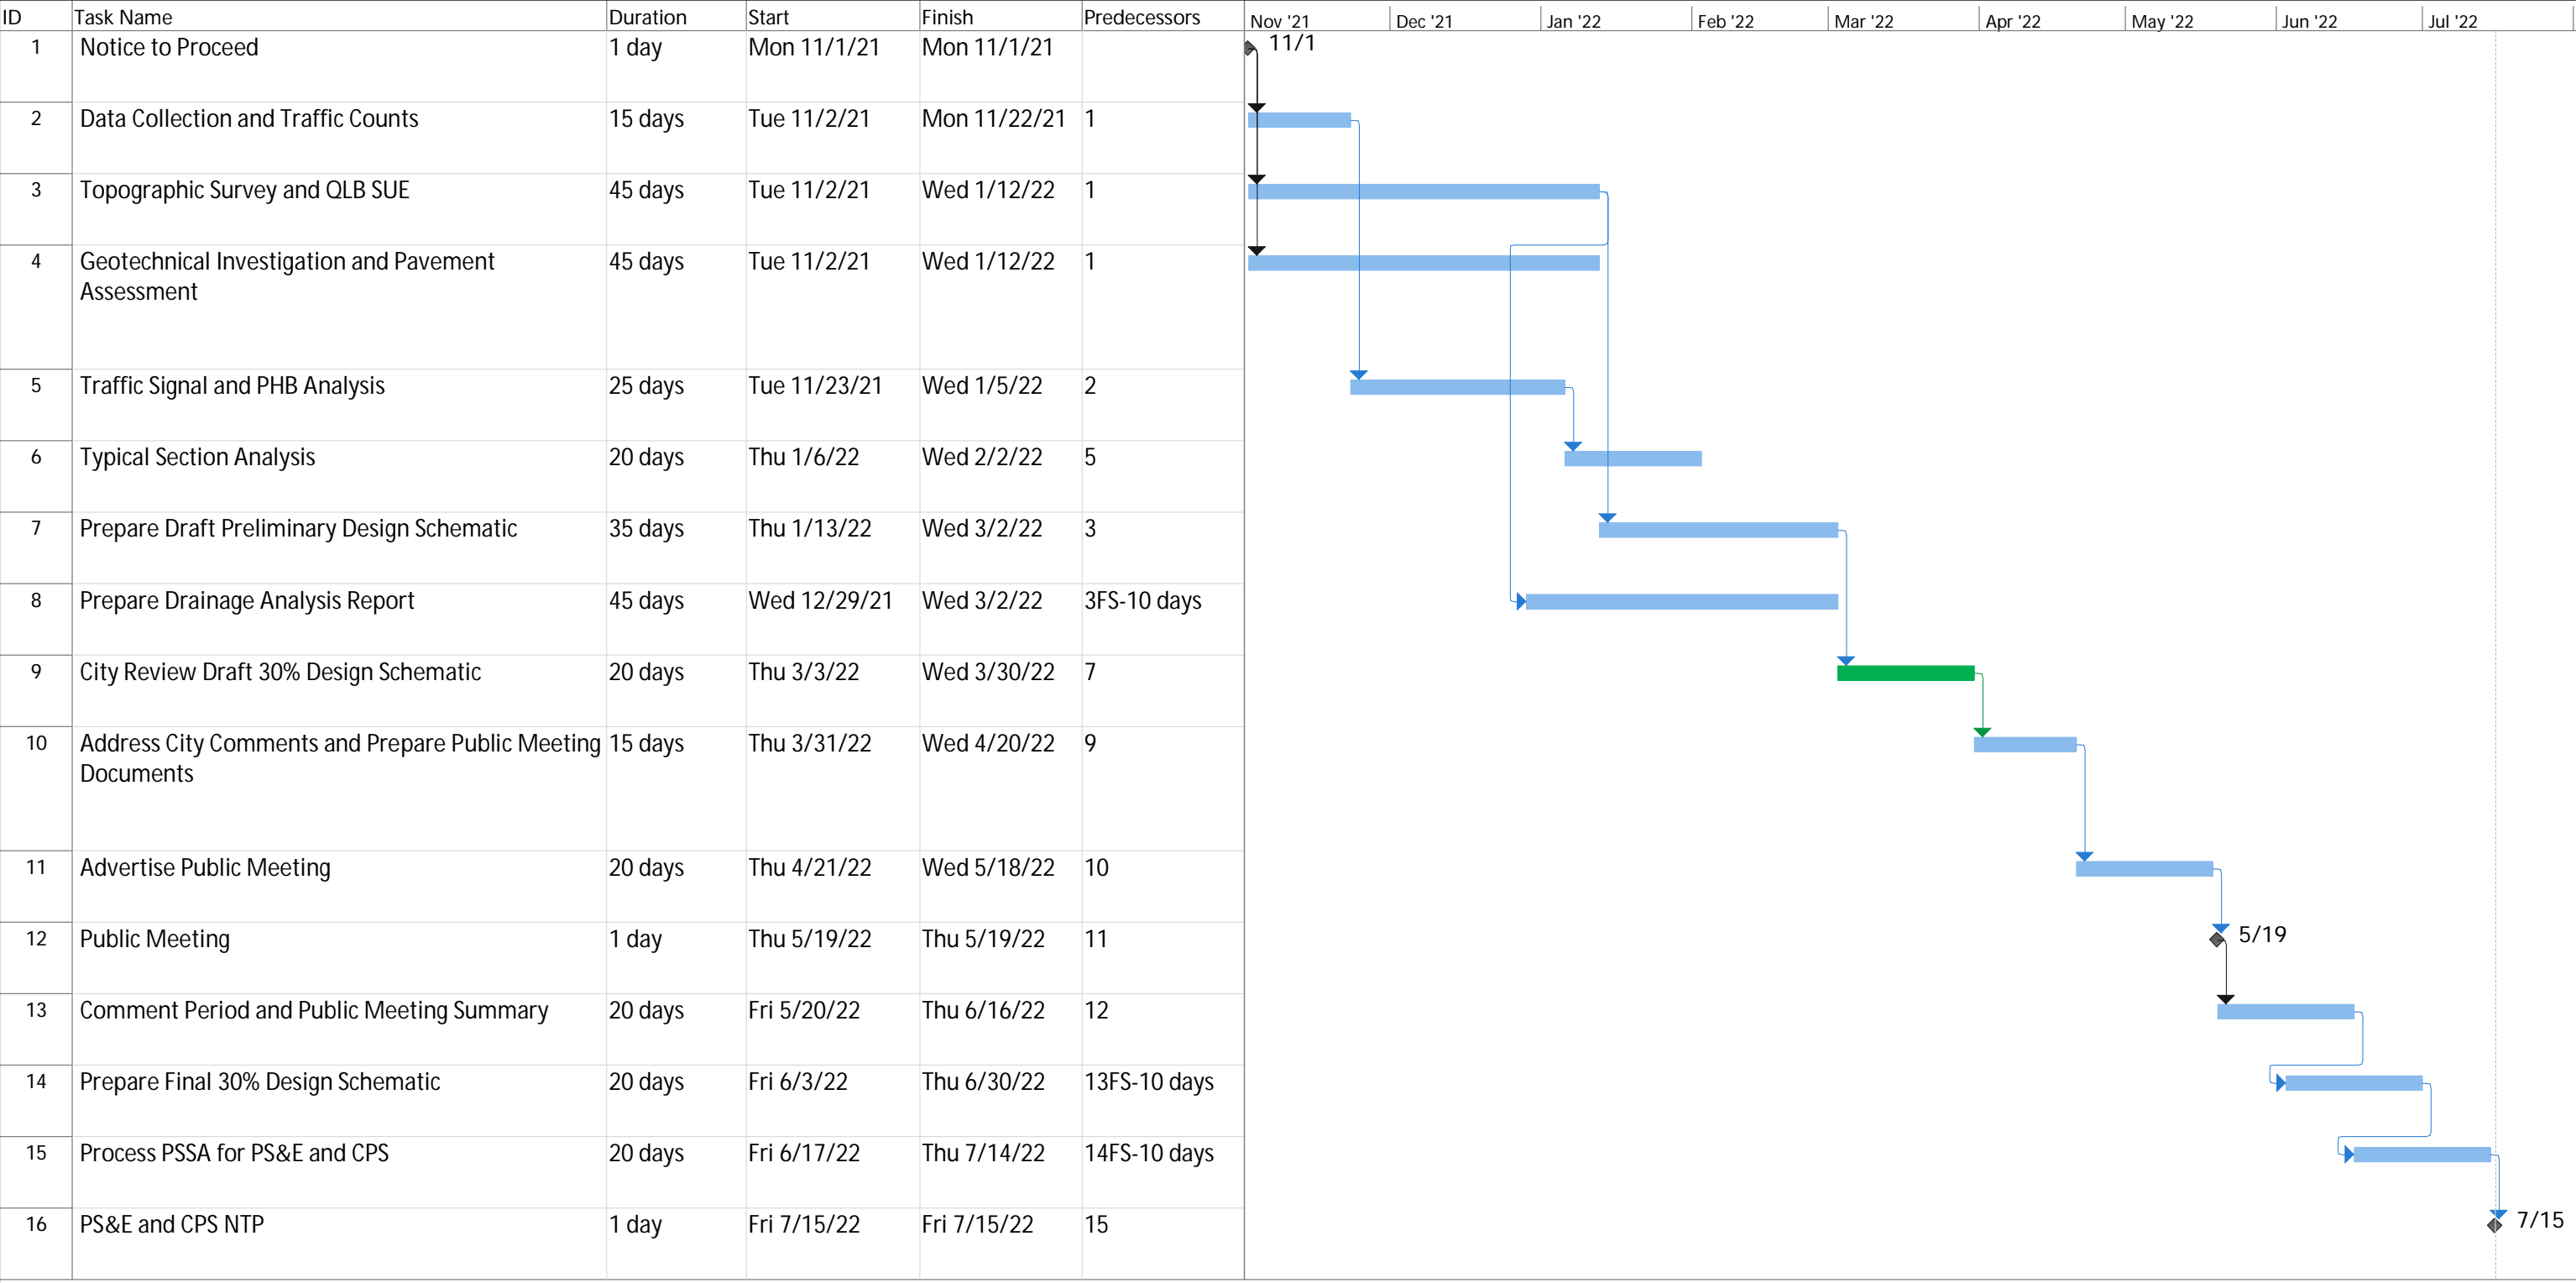 ID Task Name Duration Start Finish Predecessors Nov '21 Dec '21 Jan '22 Feb '22 Mar '22 Apr '22 May '22 Jun '22 Jul '22
1 Notice to Proceed 1 day Mon 11/1/21 Mon 11/1/21 11/1
2 Data Collection and Traffic Counts 15 days Tue 11/2/21 Mon 11/22/21 1
3 Topographic Survey and QLB SUE 45 days Tue 11/2/21 Wed 1/12/22 1
4 Geotechnical Investigation and Pavement 45 days Tue 11/2/21 Wed 1/12/22 1
Assessment
5 Traffic Signal and PHB Analysis 25 days Tue 11/23/21 Wed 1/5/22 2
6 Typical Section Analysis 20 days Thu 1/6/22 Wed 2/2/22 5
7 Prepare Draft Preliminary Design Schematic 35 days Thu 1/13/22 Wed 3/2/22 3
8 Prepare Drainage Analysis Report 45 days Wed 12/29/21 Wed 3/2/22 3FS-10 days
9 City Review Draft 30% Design Schematic 20 days Thu 3/3/22 Wed 3/30/22 7
10 Address City Comments and Prepare Public Meeting 15 days Thu 3/31/22 Wed 4/20/22 9
Documents
11 Advertise Public Meeting 20 days Thu 4/21/22 Wed 5/18/22 10
12 Public Meeting 1 day Thu 5/19/22 Thu 5/19/22 11 5/19
13 Comment Period and Public Meeting Summary 20 days Fri 5/20/22 Thu 6/16/22 12
14 Prepare Final 30% Design Schematic 20 days Fri 6/3/22 Thu 6/30/22 13FS-10 days
15 Process PSSA for PS&E and CPS 20 days Fri 6/17/22 Thu 7/14/22 14FS-10 days
16 PS&E and CPS NTP 1 day Fri 7/15/22 Fri 7/15/22 15 7/15